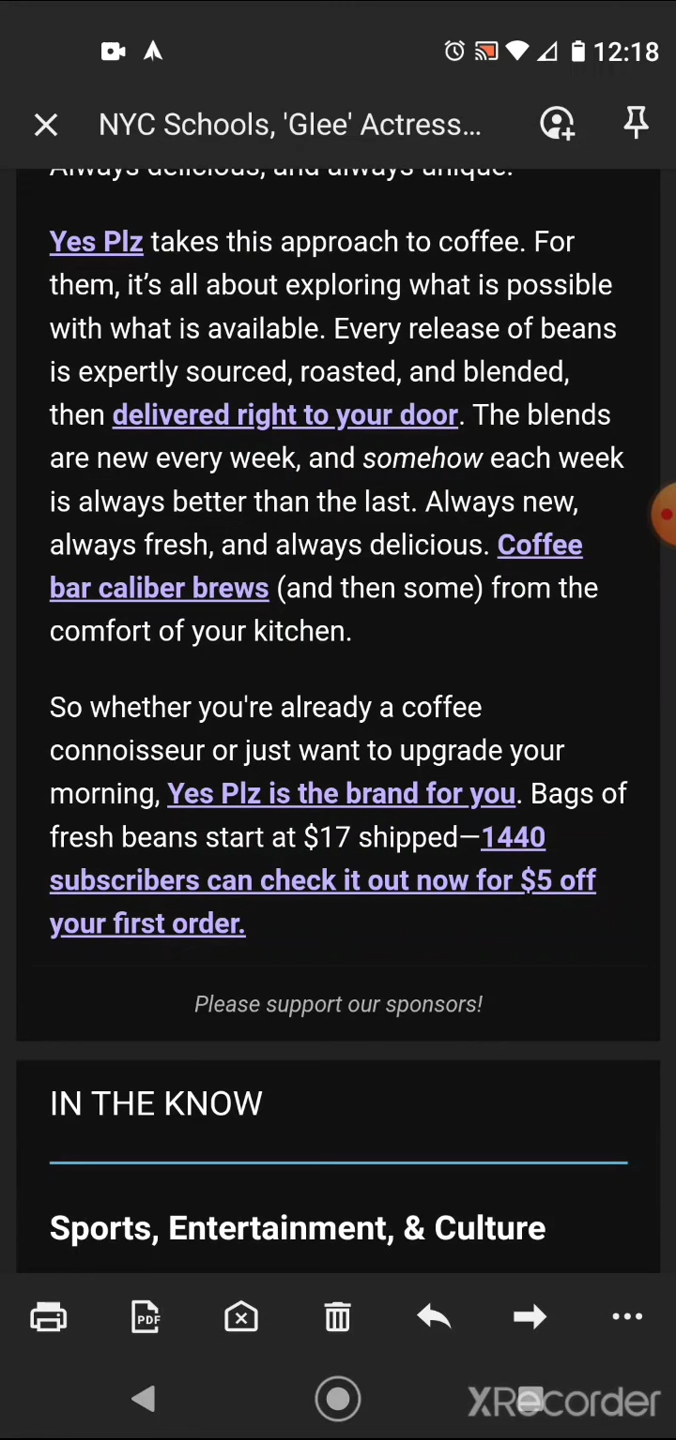 12:18
NYC Schools, 'Glee' Actress...
Always delicious, and always unique.
Yes Plz takes this approach to coffee. For
them, it’s all about exploring what is possible
with what is available. Every release of beans
is expertly sourced, roasted, and blended,
then delivered right to your door. The blends
are new every week, and somehow each week
is always better than the last. Always new,
always fresh, and always delicious. Coffee
bar caliber brews (and then some) from the
comfort of your kitchen.
So whether you're already a coffee
connoisseur or just want to upgrade your
morning, Yes Plz is the brand for you. Bags of
fresh beans start at $17 shipped—1440
subscribers can check it out now for $5 off
your first order.
Please support our sponsors!
IN THE KNOW
Sports, Entertainment, & Culture
PDF
XRecorder